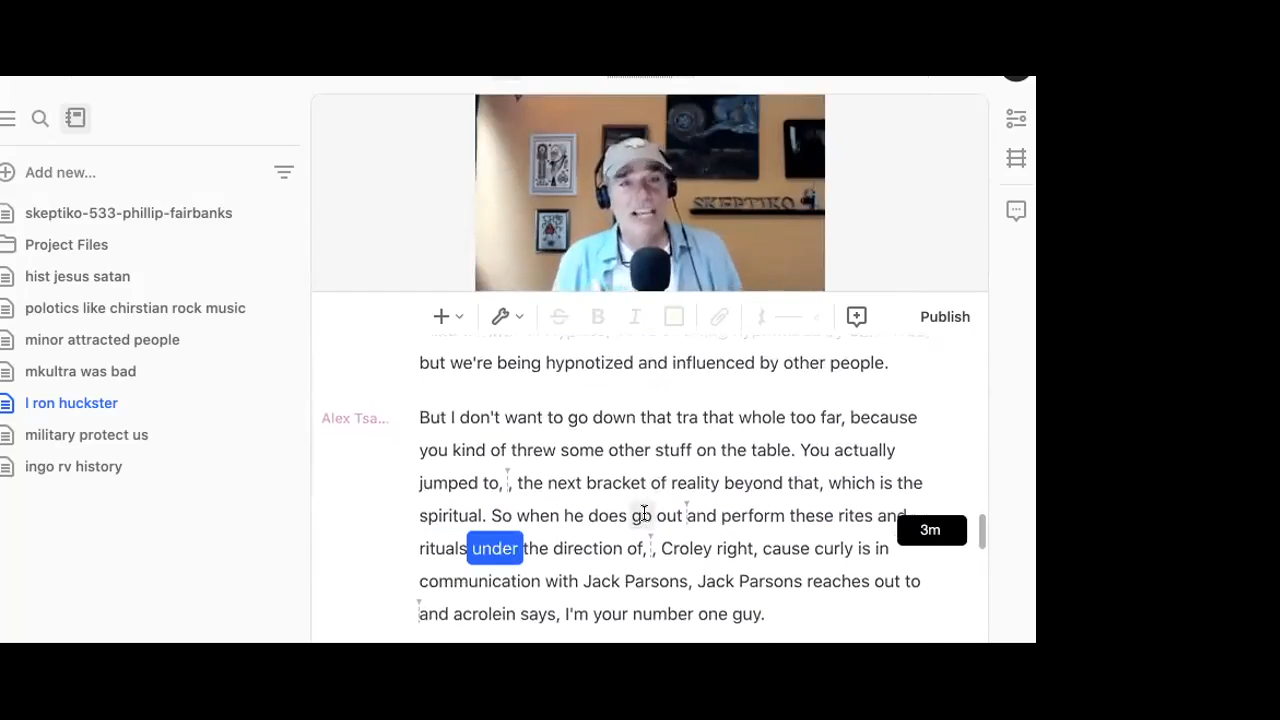 Add new...
skeptiko-533-phillip-fairbanks
Project Files
hist jesus satan
polotics like chirstian rock music
minor attracted people
mkultra was bad
l ron huckster
military protect us
ingo rv history
SKEPTIKO
Publish
but we're being hypnotized and influenced by other people.
Alex Tsa...
But I don't want to go down that tra that whole too far, because
you kind of threw some other stuff on the table. You actually
jumped to, , the next bracket of reality beyond that, which is the
spiritual. So when he does go out and perform these rites and
3m
rituals under the direction of, , Croley right, cause curly is in
communication with Jack Parsons, Jack Parsons reaches out to
and acrolein says, I'm your number one guy.